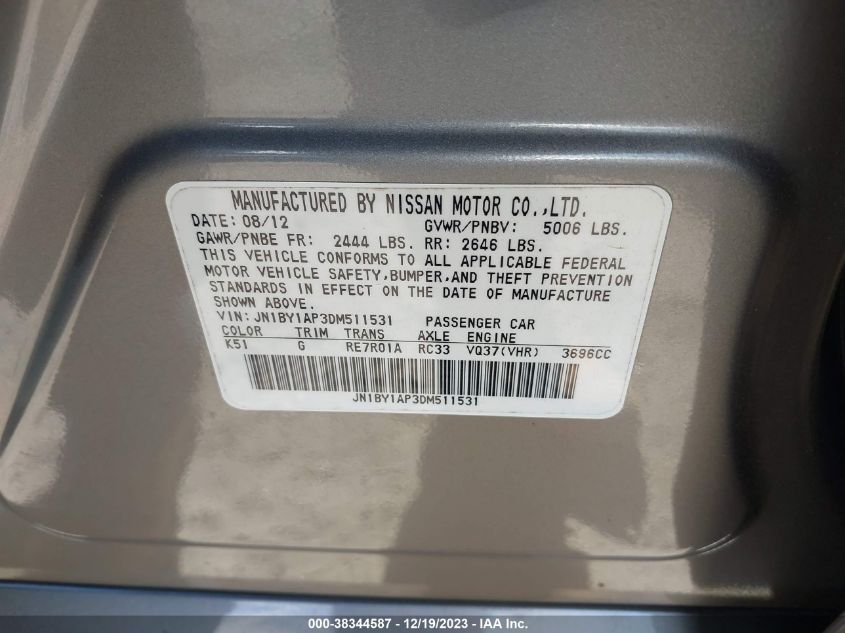 MANUFACTURED BY NISSAN MOTOR CO.,LTD.
DATE: 08/12 GVWR/PNBV: 5006 LBS.
GAWR/PNBE FR: 2444 LBS. RR: 2646 LBS.
THIS VEHICLE CONFORMS TO ALL APPLICABLE FEDERAL
MOTOR VEHICLE SAFETY,BUMPER,AND THEFT PREVENTION
STANDARDS IN EFFECT ON THE DATE OF MANUFACTURE
SHOWN ABOVE.
VIN: JN1BY1AP3DM511531 PASSENGER CAR
COLOR TRIM TRANS AXLE ENGINE
K51 G RE7R01A RC33 VQ37(VHR) 3696CC
JN1BY1AP3DM511531
000-38344587 - 12/19/2023 - IAA Inc.